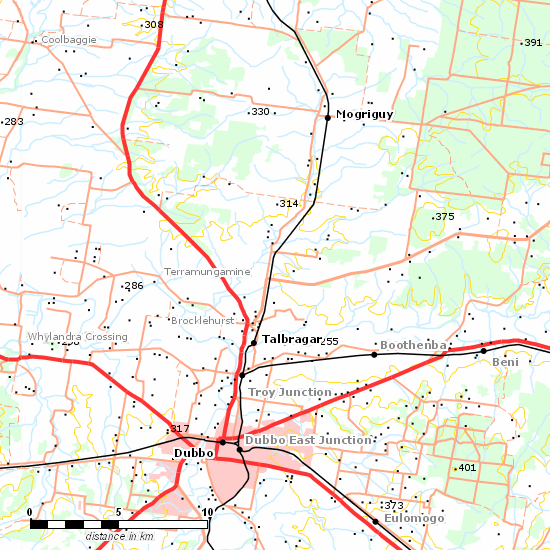 308
Coolbaggie
391
330
Mogriguy
283
314
375
Terramungamine
286
Brocklehurst
Whylandra Crossing
Talbragar
255
Boothenba
Beni
Troy Junction
317
Dubbo East Junction
Dubbo
401
373
Eulomogo
0 5 10
distance in km